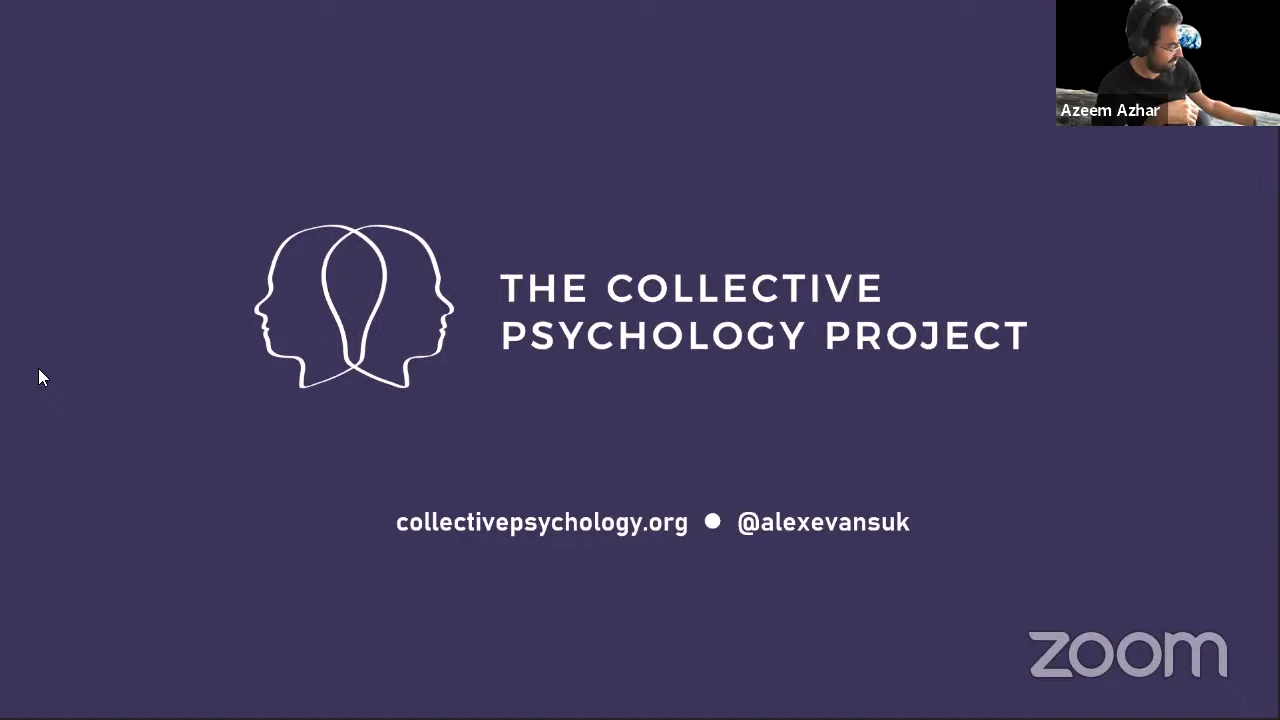 Azeem Azhar
THE COLLECTIVE
PSYCHOLOGY PROJECT
collectivepsychology.org ● @alexevansuk
zoom